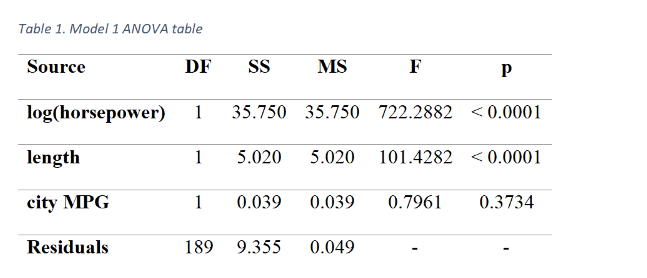 Table 1. Model 1 ANOVA table
Source DF SS MS F p
log(horsepower) 1 35.750 35.750 722.2882 < 0.0001
length 1 5.020 5.020 101.4282 < 0.0001
city MPG 1 0.039 0.039 0.7961 0.3734
Residuals 189 9.355 0.049 - -